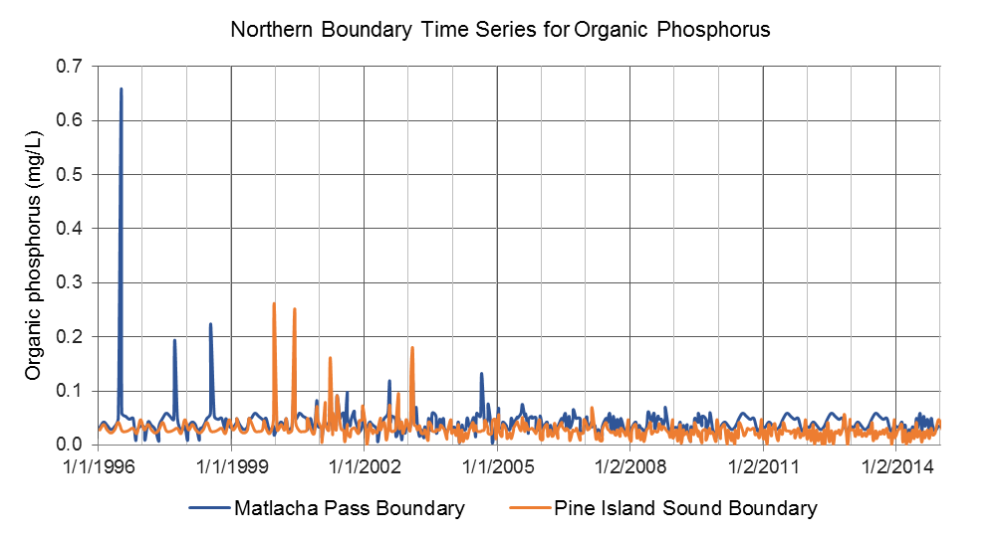 Northern Boundary Time Series for Organic Phosphorus
Organic phosphorus (mg/L)
0.7
0.6
0.5
0.4
0.3
0.2
0.1
0.0
1/1/1996 1/1/1999 1/1/2002 1/1/2005 1/2/2008 1/2/2011 1/2/2014
Matlacha Pass Boundary Pine Island Sound Boundary